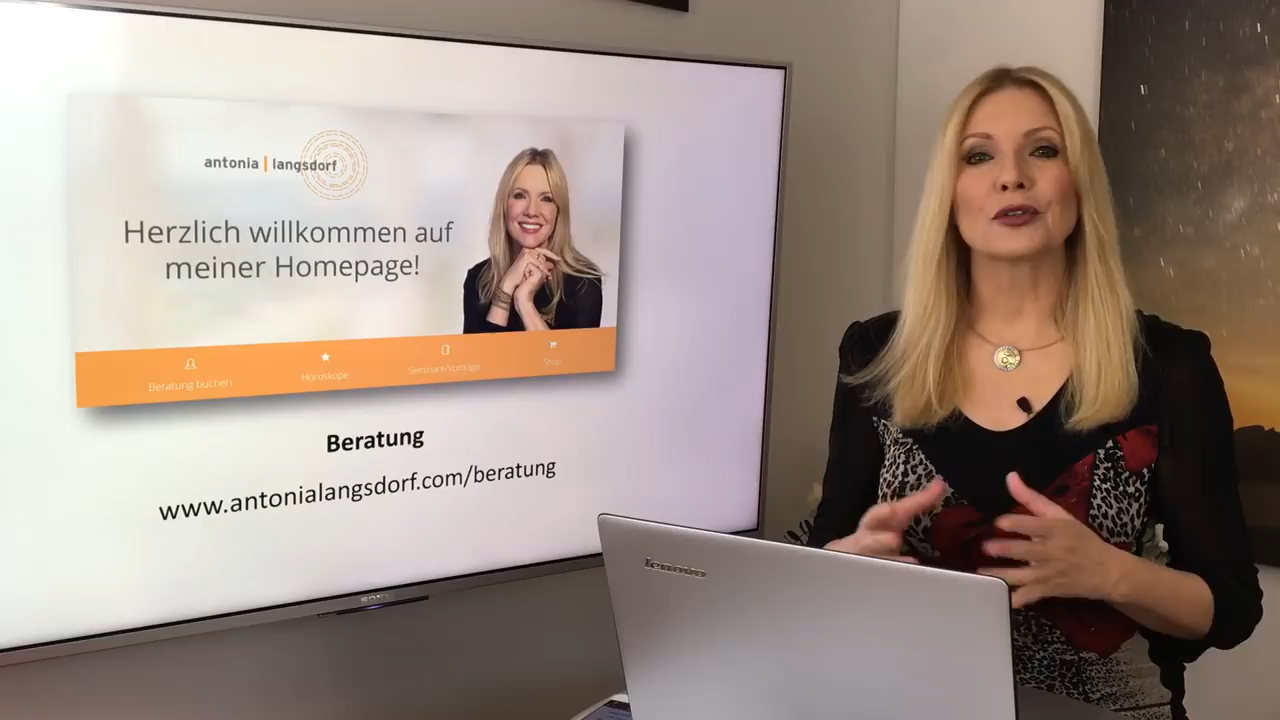 antonia | langsdorf
Herzlich willkommen auf
meiner Homepage!
Beratung buchen
Horoskope
Seminare/Vorträge
Shop
Beratung
www.antonialangsdorf.com/beratung
SONY
lenovo